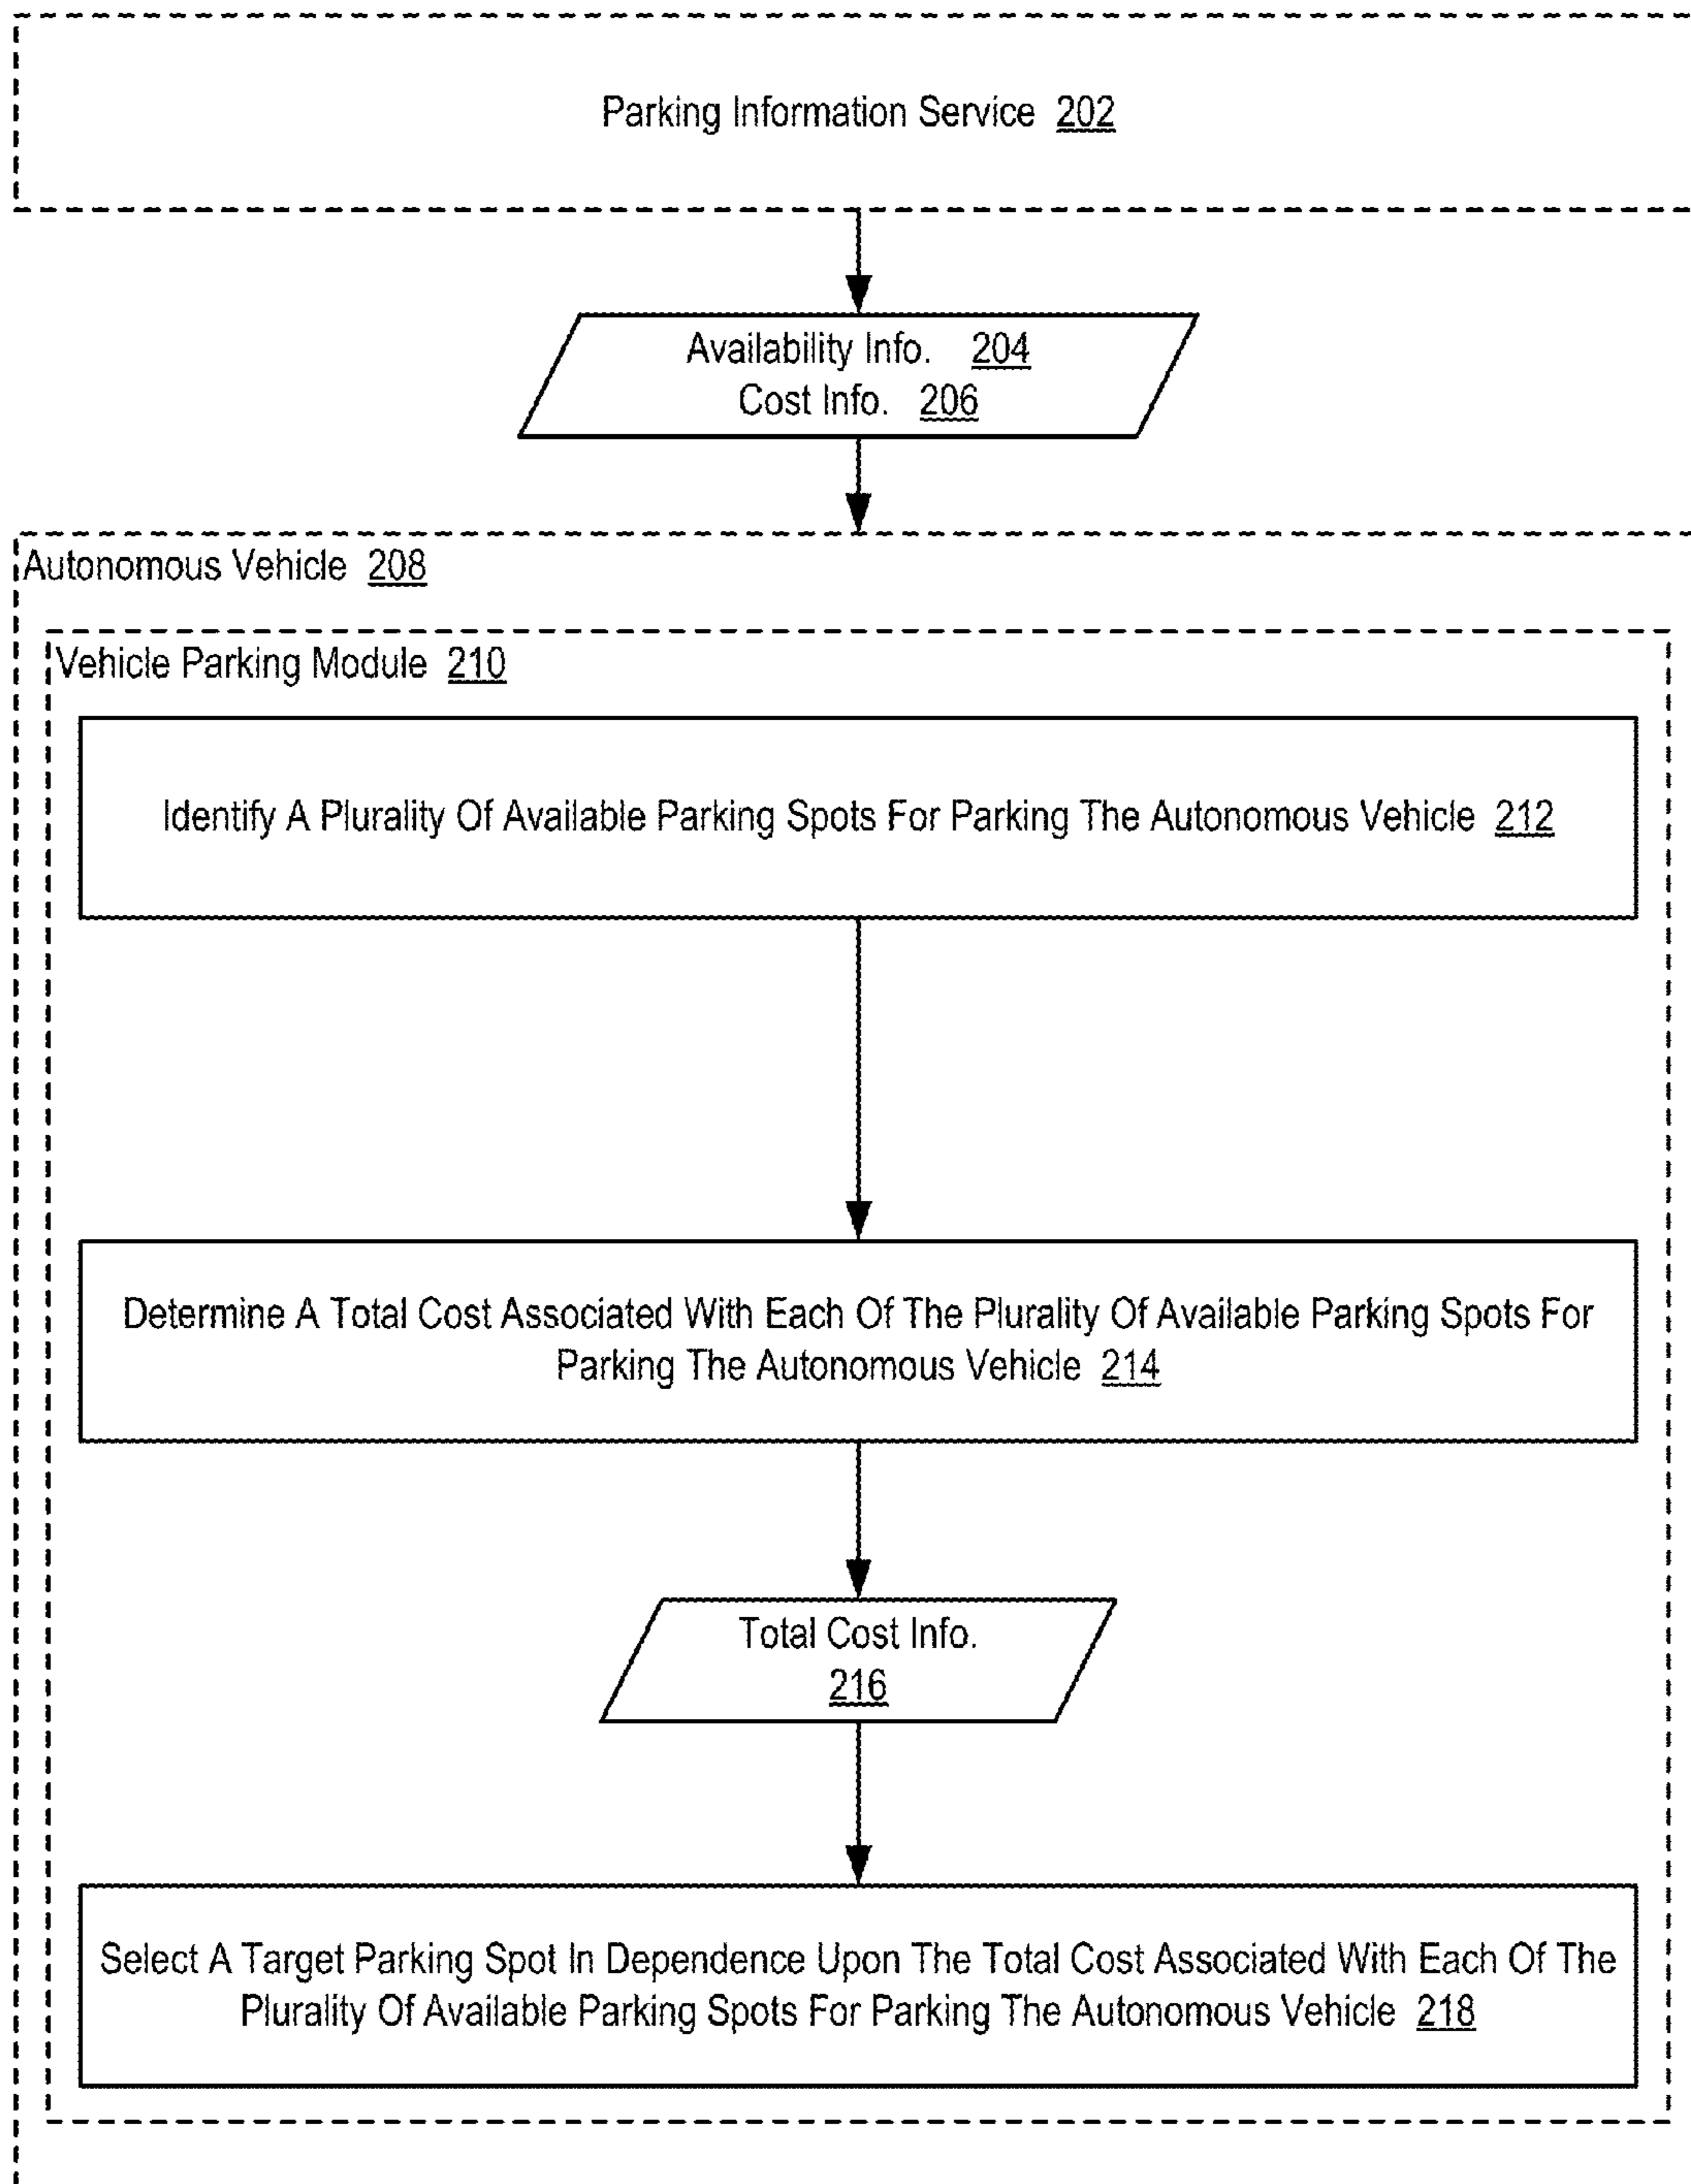 Parking Information Service 202
Availability Info. 204
Cost Info. 206
Autonomous Vehicle 208
Vehicle Parking Module 210
Identify A Plurality Of Available Parking Spots For Parking The Autonomous Vehicle 212
Determine A Total Cost Associated With Each Of The Plurality Of Available Parking Spots For
Parking The Autonomous Vehicle 214
Total Cost Info.
216
Select A Target Parking Spot In Dependence Upon The Total Cost Associated With Each Of The
Plurality Of Available Parking Spots For Parking The Autonomous Vehicle 218